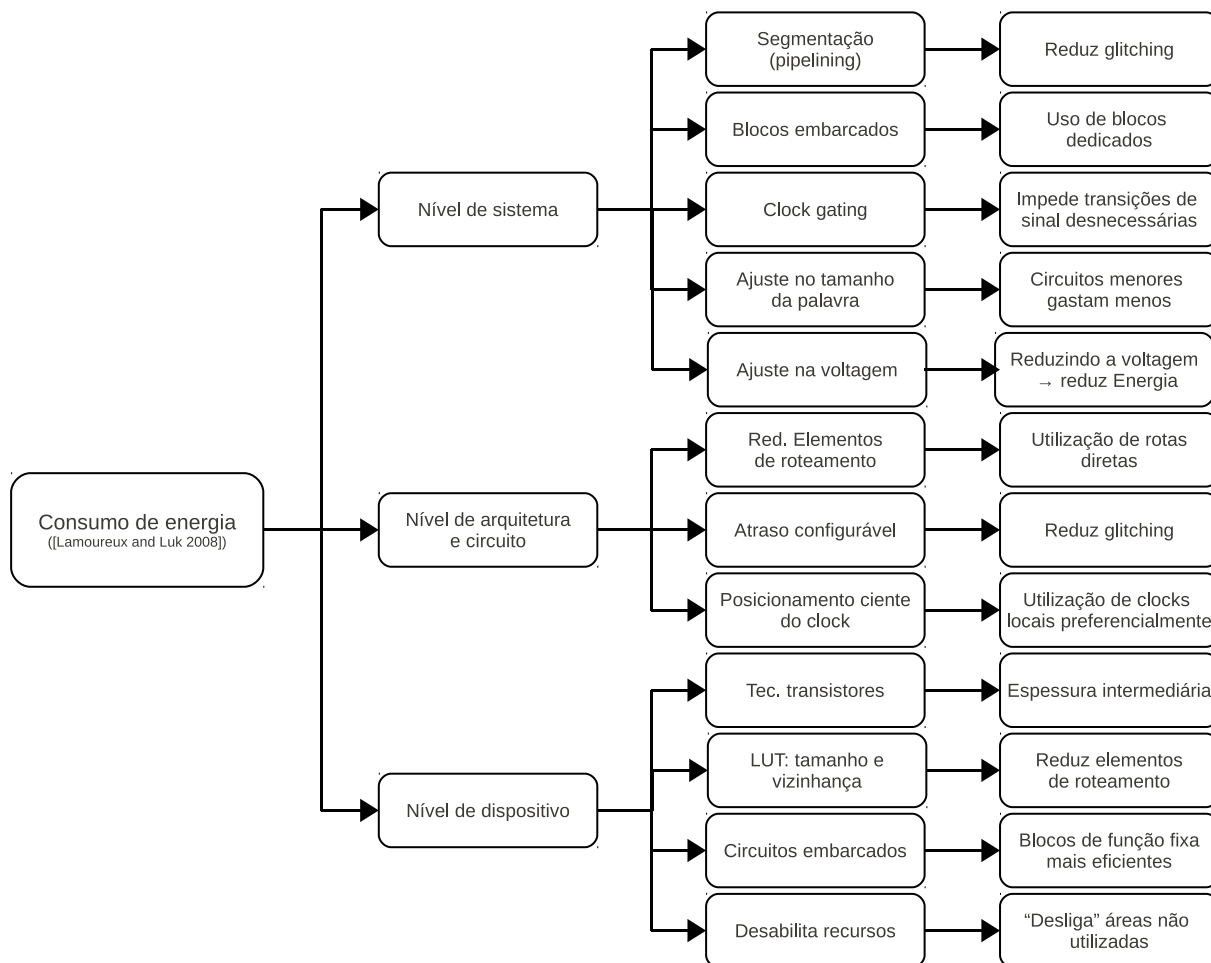 Segmentação
(pipelining)
Reduz glitching
Blocos embarcados
Uso de blocos
dedicados
Nível de sistema
Clock gating
Impede transições de
sinal desnecessárias
Ajuste no tamanho
da palavra
Circuitos menores
gastam menos
Ajuste na voltagem
Reduzindo a voltagem
→ reduz Energia
Red. Elementos
de roteamento
Utilização de rotas
diretas
Consumo de energia
([Lamoureux and Luk 2008])
Nível de arquitetura
e circuito
Atraso configurável
Reduz glitching
Posicionamento ciente
do clock
Utilização de clocks
locais preferencialmente
Tec. transistores
Espessura intermediária
LUT: tamanho e
vizinhança
Reduz elementos
de roteamento
Nível de dispositivo
Circuitos embarcados
Blocos de função fixa
mais eficientes
Desabilita recursos
“Desliga” áreas não
utilizadas